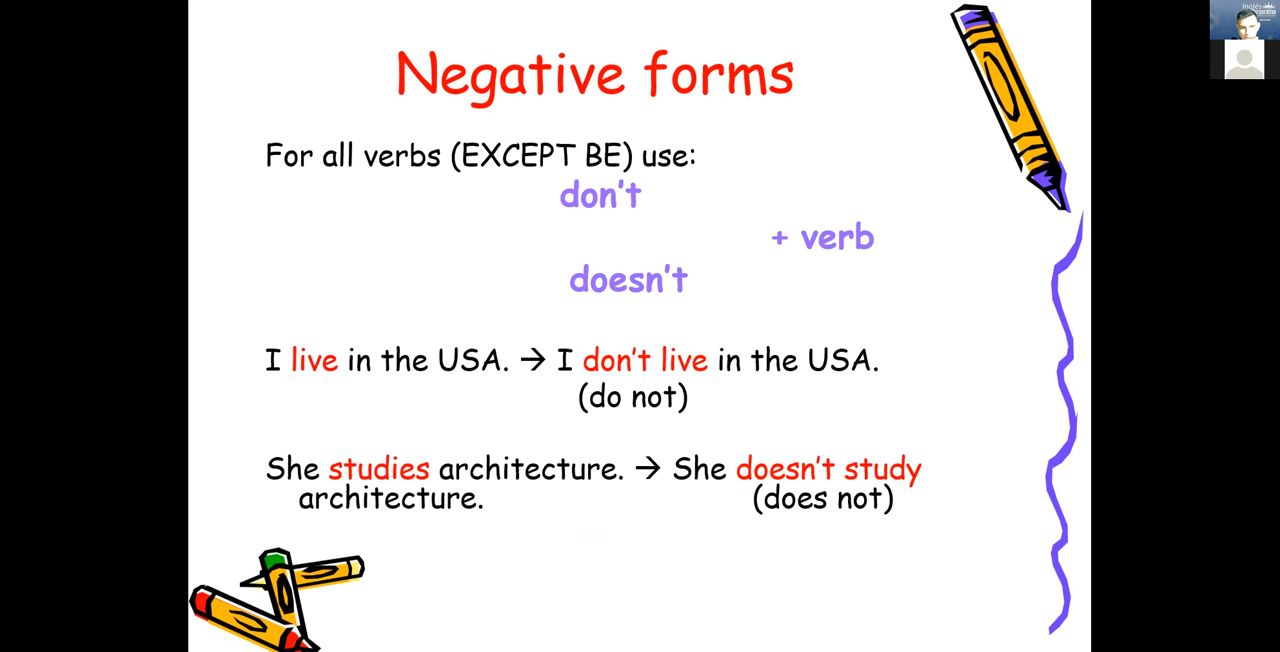 Inglés
Negative forms
For all verbs (EXCEPT BE) use:
don't
+ verb
doesn't
I live in the USA. → I don't live in the USA.
(do not)
She studies architecture. → She doesn't study
architecture. (does not)